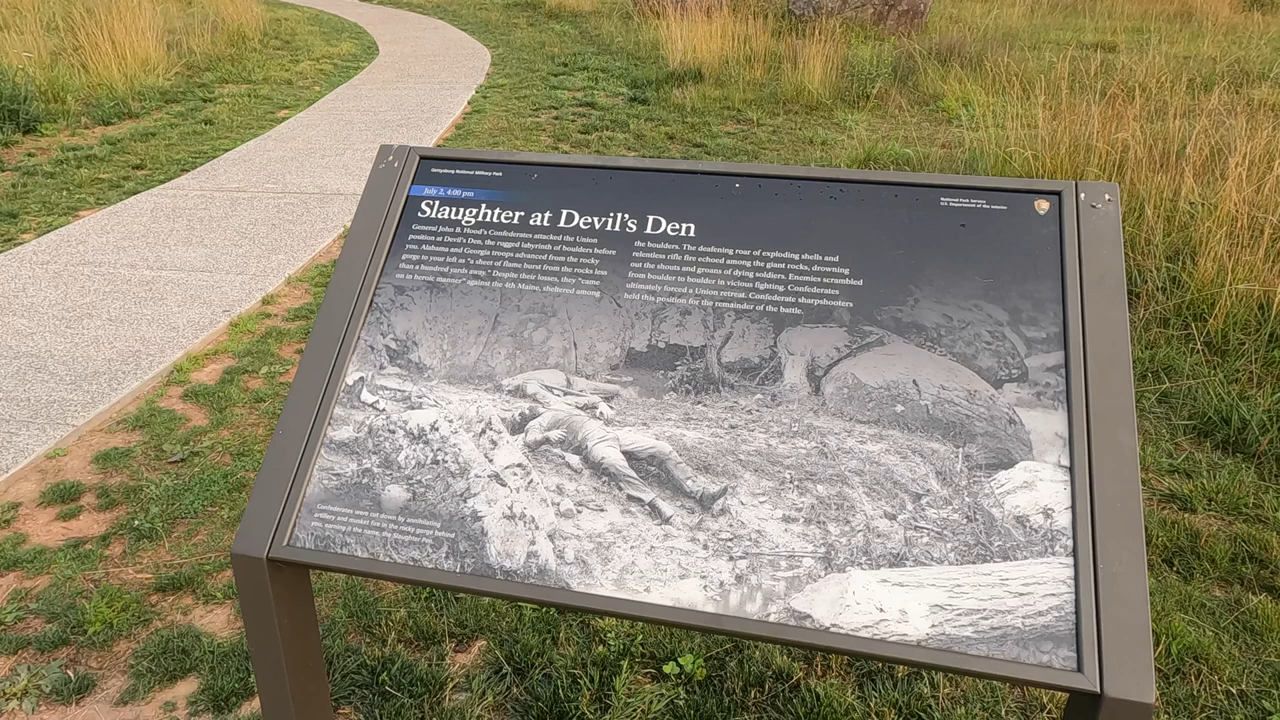 Gettysburg National Military Park
National Park Service
U.S. Department of the Interior
July 2, 4:00 pm
Slaughter at Devil's Den
General John B. Hood's Confederates attacked the Union
position at Devil's Den, the rugged labyrinth of boulders before
you. Alabama and Georgia troops advanced from the rocky
gorge to your left as "a sheet of flame burst from the rocks less
than a hundred yards away." Despite their losses, they "came
on in heroic manner" against the 4th Maine, sheltered among
the boulders. The deafening roar of exploding shells and
relentless rifle fire echoed among the giant rocks, drowning
out the shouts and groans of dying soldiers. Enemies scrambled
from boulder to boulder in vicious fighting. Confederates
ultimately forced a Union retreat. Confederate sharpshooters
held this position for the remainder of the battle.
Confederates were cut down by annihilating
artillery and musket fire in the rocky gorge behind
you, earning it the name, the Slaughter Pen.